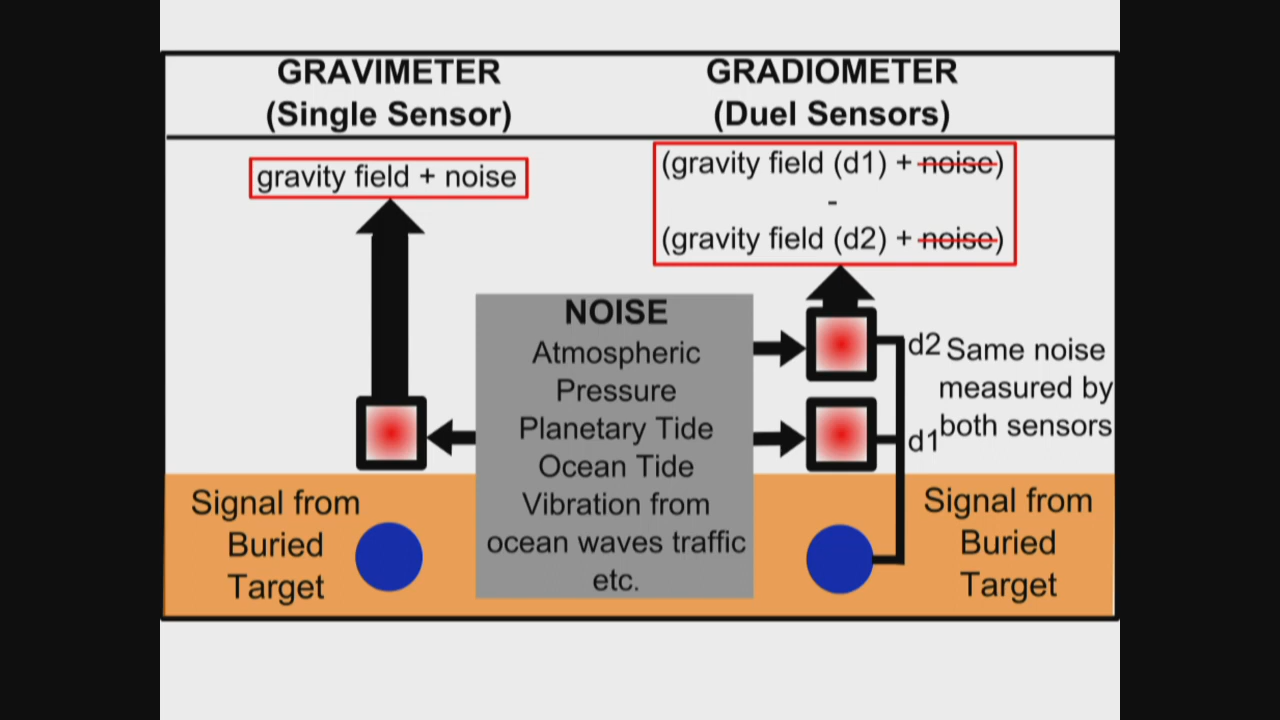 GRAVIMETER
(Single Sensor)
GRADIOMETER
(Duel Sensors)
gravity field + noise
(gravity field (d1) + noise)
-
(gravity field (d2) + noise)
NOISE
Atmospheric
Pressure
Planetary Tide
Ocean Tide
Vibration from
ocean waves traffic
etc.
d2
d1
Same noise
measured by
both sensors
Signal from
Buried
Target
Signal from
Buried
Target